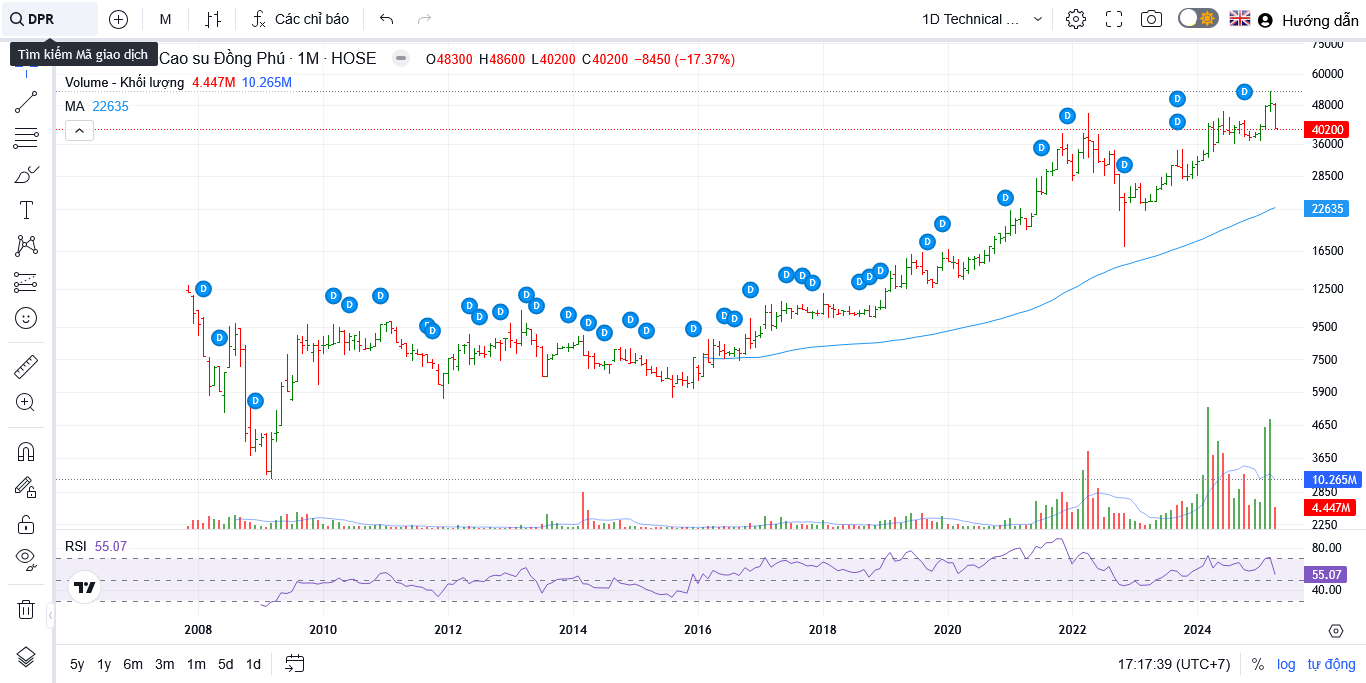 DPR M Các chỉ báo 1D Technical ... Hướng dẫn
Tìm kiếm Mã giao dịch
Cao su Đồng Phú · 1M · HOSE O48300 H48600 L40200 C40200 −8450 (−17.37%)
Volume - Khối lượng 4.447M 10.265M
MA 22635
75000
60000
48000
40200
36000
28500
22635
16500
12500
9500
7500
5900
4650
3650
10.265M
2850
4.447M
2250
D D D D D D D D D D D D D D D D D D D D D D D D D D D D D D D D D D D D D
RSI 55.07
80.00
55.07
40.00
2008 2010 2012 2014 2016 2018 2020 2022 2024
5y 1y 6m 3m 1m 5d 1d 17:17:39 (UTC+7) % log tự động